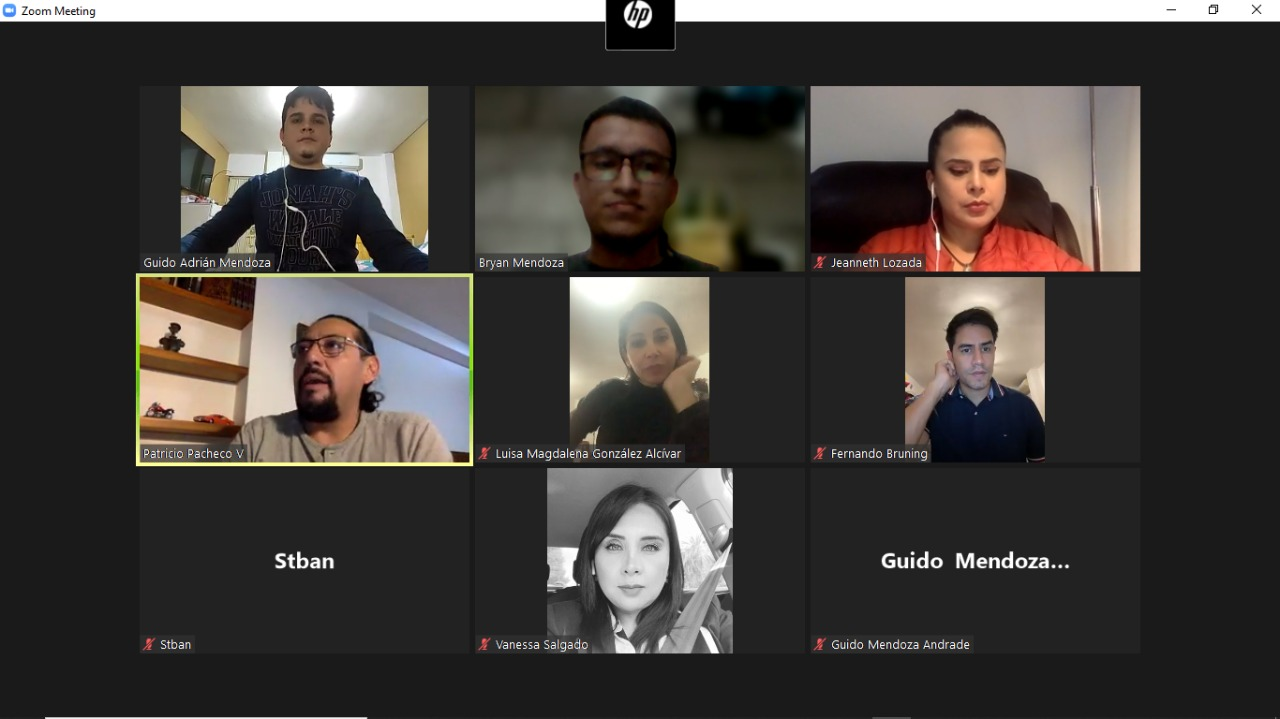 Zoom Meeting
hp
Guido Adrián Mendoza
Bryan Mendoza
Jeanneth Lozada
Patricio Pacheco V
Luisa Magdalena González Alcívar
Fernando Bruning
Stban
Guido Mendoza...
Stban
Vanessa Salgado
Guido Mendoza Andrade